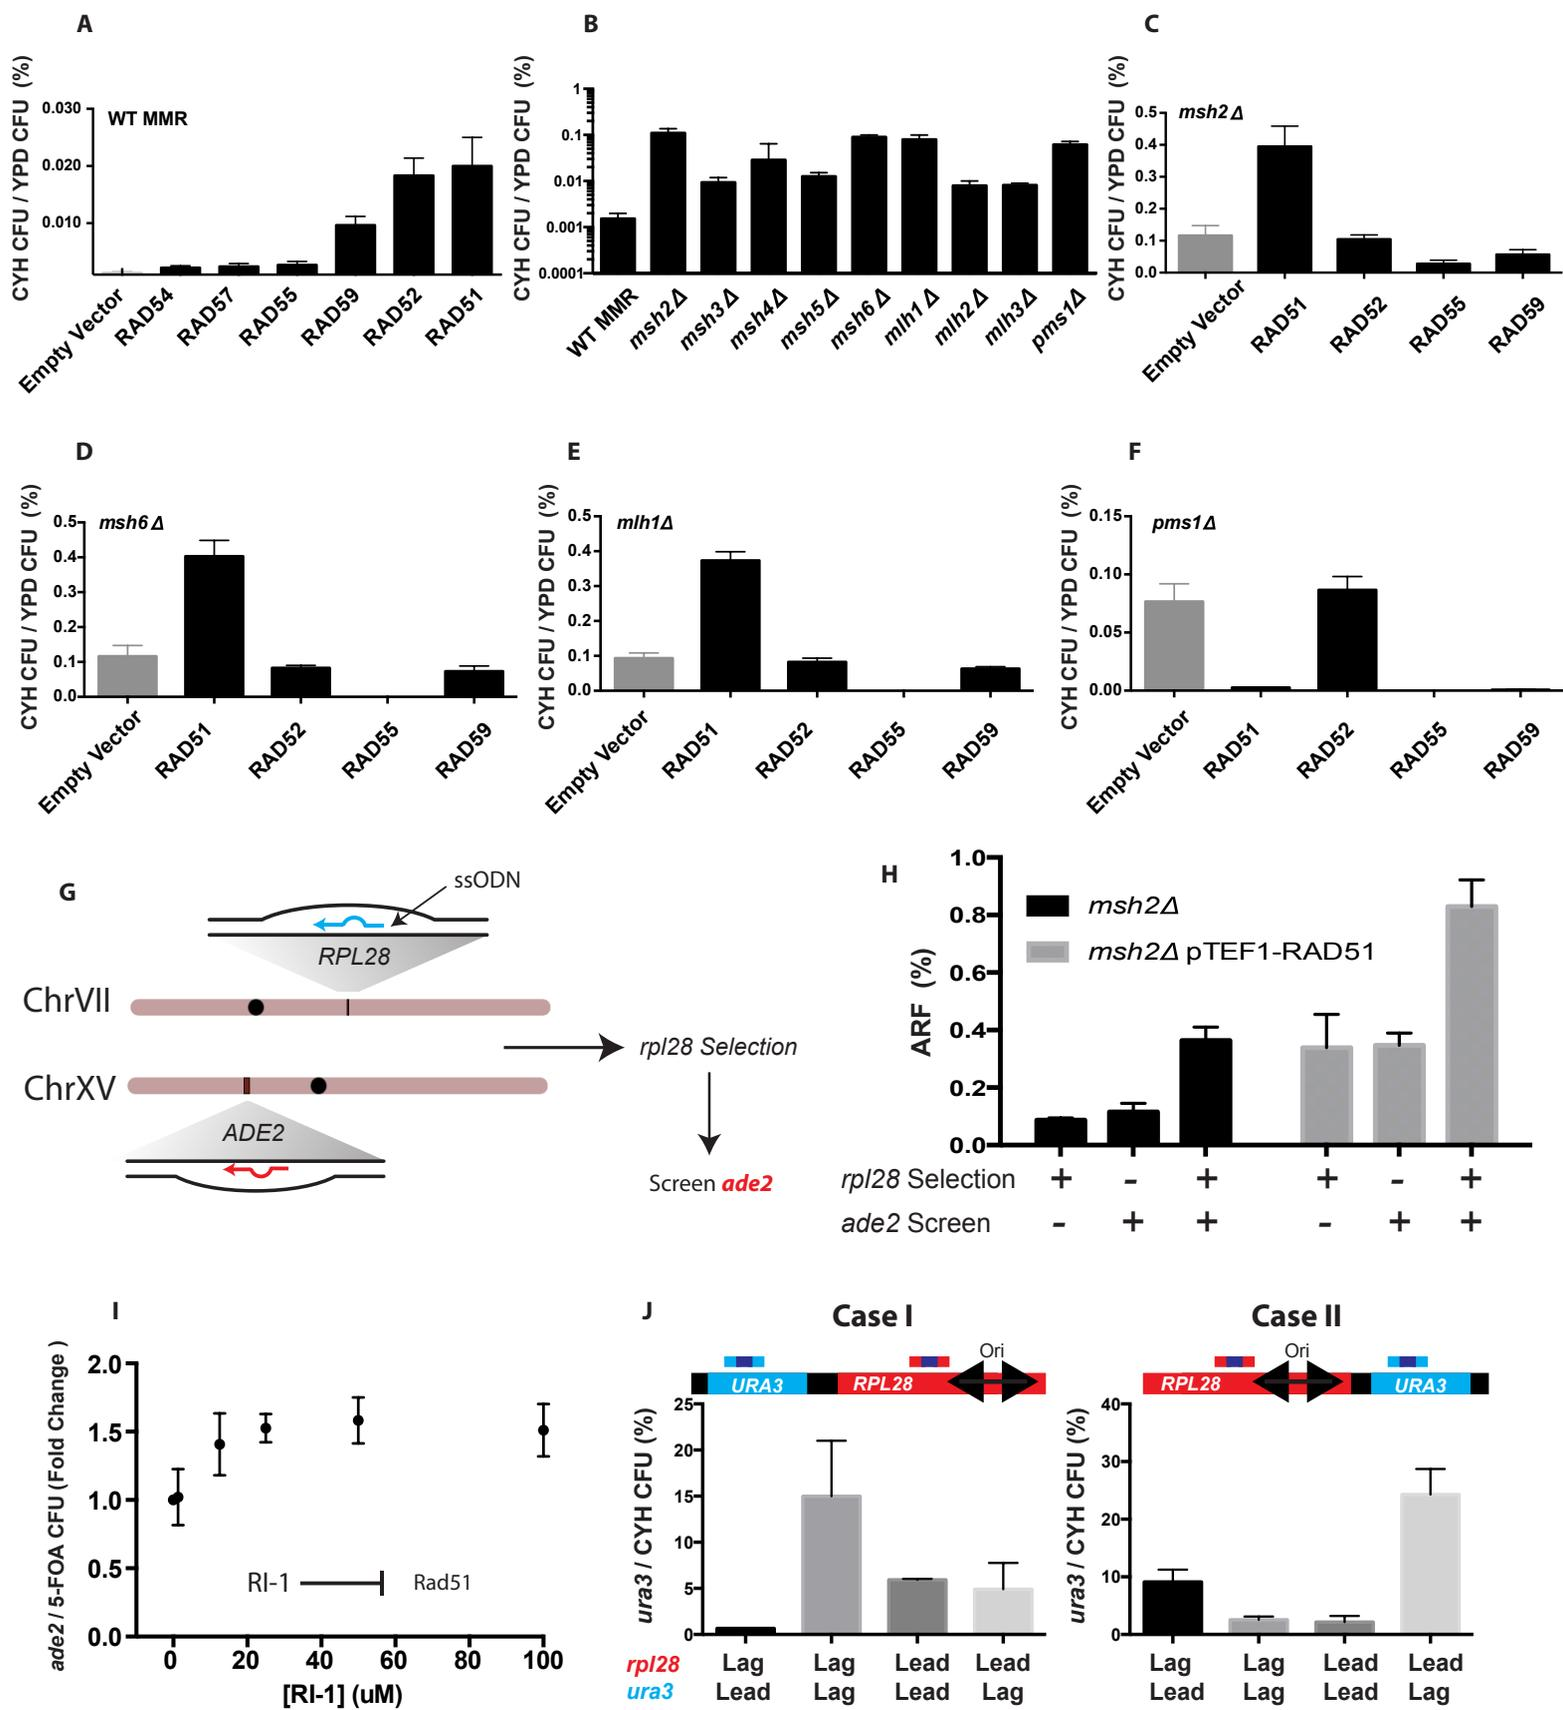 A
CYH CFU / YPD CFU (%)
WT MMR
0.030
0.020
0.010
Empty Vector
RAD54
RAD57
RAD55
RAD59
RAD52
RAD51
B
CYH CFU / YPD CFU (%)
1
0.1
0.01
0.001
0.0001
WT MMR
msh2Δ
msh3Δ
msh4Δ
msh5Δ
msh6Δ
mlh1Δ
mlh2Δ
mlh3Δ
pms1Δ
C
CYH CFU / YPD CFU (%)
msh2Δ
0.5
0.4
0.3
0.2
0.1
0.0
Empty Vector
RAD51
RAD52
RAD55
RAD59
D
CYH CFU / YPD CFU (%)
msh6Δ
0.5
0.4
0.3
0.2
0.1
0.0
Empty Vector
RAD51
RAD52
RAD55
RAD59
E
CYH CFU / YPD CFU (%)
mlh1Δ
0.5
0.4
0.3
0.2
0.1
0.0
Empty Vector
RAD51
RAD52
RAD55
RAD59
F
CYH CFU / YPD CFU (%)
pms1Δ
0.15
0.10
0.05
0.00
Empty Vector
RAD51
RAD52
RAD55
RAD59
G
ssODN
RPL28
ChrVII
rpl28 Selection
ChrXV
ADE2
Screen ade2
H
ARF (%)
1.0
0.8
0.6
0.4
0.2
0.0
msh2Δ
msh2Δ pTEF1-RAD51
rpl28 Selection + - + + - +
ade2 Screen - + + - + +
I
ade2 / 5-FOA CFU (Fold Change )
2.0
1.5
1.0
0.5
0.0
RI-1
Rad51
0 20 40 60 80 100
[RI-1] (uM)
J
Case I
Ori
URA3
RPL28
ura3 / CYH CFU (%)
25
20
15
10
5
0
rpl28 Lag Lag Lead Lead
ura3 Lead Lag Lead Lag
Case II
Ori
RPL28
URA3
ura3 / CYH CFU (%)
40
30
20
10
0
Lag Lag Lead Lead
Lead Lag Lead Lag